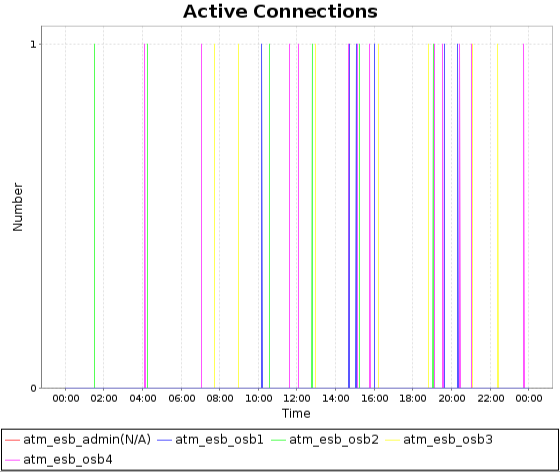 Active Connections
1
Number
0
00:00 02:00 04:00 06:00 08:00 10:00 12:00 14:00 16:00 18:00 20:00 22:00 00:00
Time
atm_esb_admin(N/A) atm_esb_osb1 atm_esb_osb2 atm_esb_osb3
atm_esb_osb4